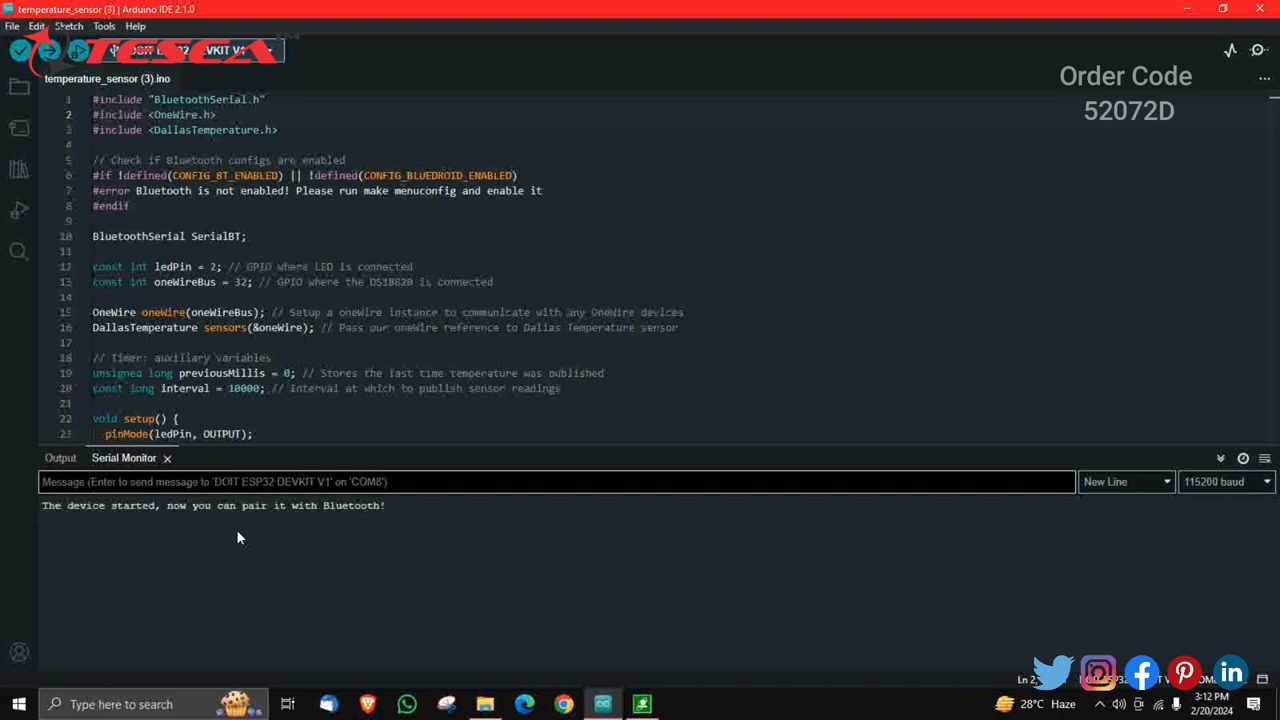 temperature_sensor (3) | Arduino IDE 2.1.0
File Edit Sketch Tools Help
TESCA
DOIT ESP32 DEVKIT V1
temperature_sensor (3).ino
Order Code
52072D
1 #include "BluetoothSerial.h"
2 #include <OneWire.h>
3 #include <DallasTemperature.h>
4
5 // Check if Bluetooth configs are enabled
6 #if !defined(CONFIG_BT_ENABLED) || !defined(CONFIG_BLUEDROID_ENABLED)
7 #error Bluetooth is not enabled! Please run make menuconfig and enable it
8 #endif
9
10 BluetoothSerial SerialBT;
11
12 const int ledPin = 2; // GPIO where LED is connected
13 const int oneWireBus = 32; // GPIO where the DS18B20 is connected
14
15 OneWire oneWire(oneWireBus); // Setup a oneWire instance to communicate with any OneWire devices
16 DallasTemperature sensors(&oneWire); // Pass our oneWire reference to Dallas Temperature sensor
17
18 // Timer: auxiliary variables
19 unsigned long previousMillis = 0; // Stores the last time temperature was published
20 const long interval = 10000; // Interval at which to publish sensor readings
21
22 void setup() {
23 pinMode(ledPin, OUTPUT);
Output Serial Monitor
Message (Enter to send message to 'DOIT ESP32 DEVKIT V1' on 'COM8') New Line 115200 baud
The device started, now you can pair it with Bluetooth!
Type here to search
28°C Haze
3:12 PM
2/20/2024